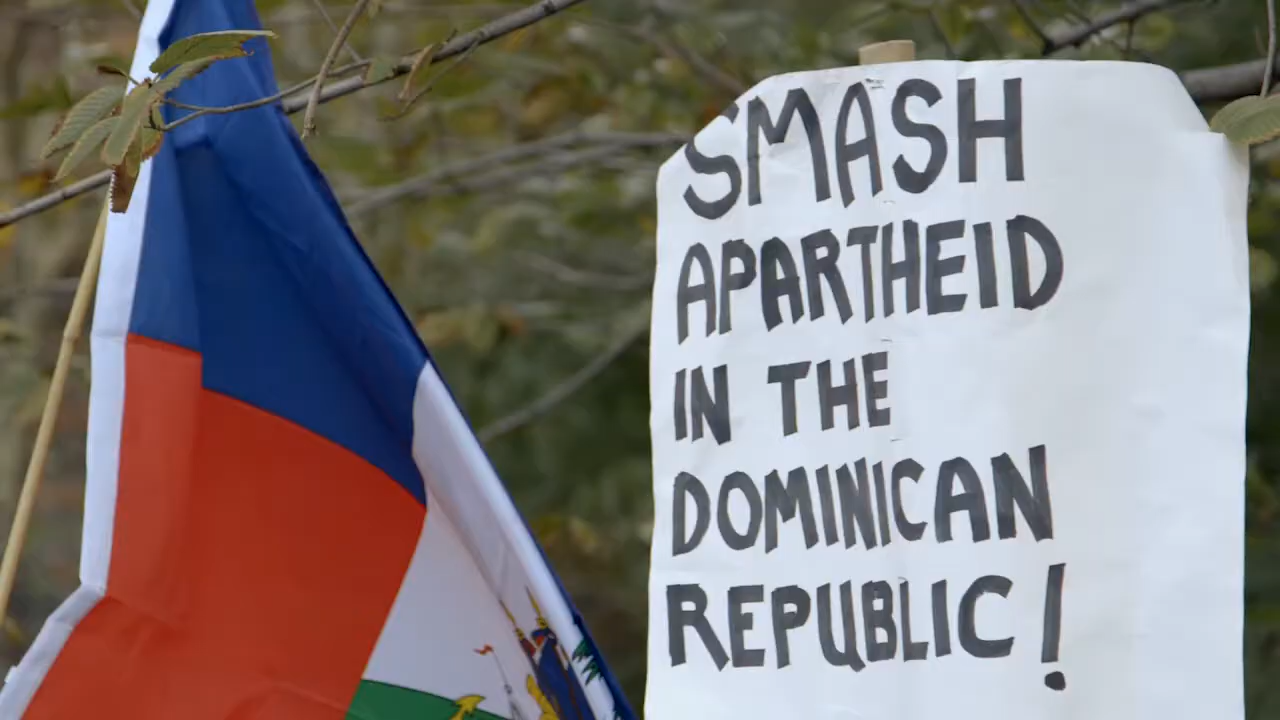 SMASH
APARTHEID
IN THE
DOMINICAN
REPUBLIC!